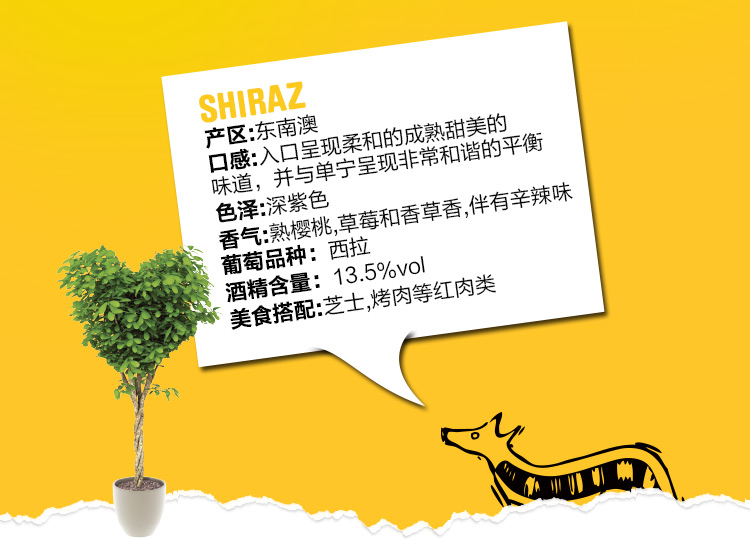 SHIRAZ
产区:东南澳
口感:入口呈现柔和的成熟甜美的
味道，并与单宁呈现非常和谐的平衡
色泽:深紫色
香气:熟樱桃,草莓和香草香,伴有辛辣味
葡萄品种：西拉
酒精含量：13.5%vol
美食搭配:芝士,烤肉等红肉类